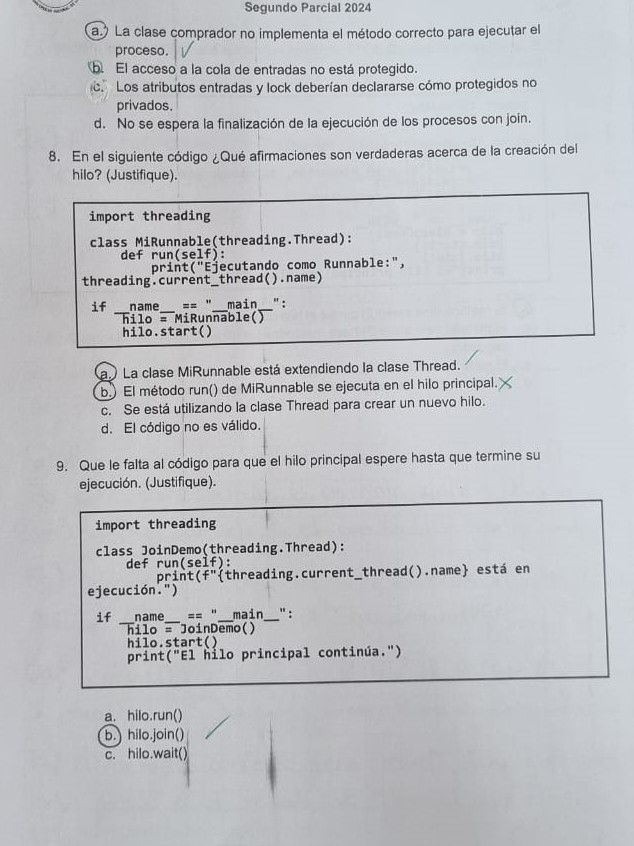 Segundo Parcial 2024
a. La clase comprador no implementa el método correcto para ejecutar el
proceso.
b. El acceso a la cola de entradas no está protegido.
c. Los atributos entradas y lock deberían declararse cómo protegidos no
privados.
d. No se espera la finalización de la ejecución de los procesos con join.
8. En el siguiente código ¿Qué afirmaciones son verdaderas acerca de la creación del
hilo? (Justifique).
import threading
class MiRunnable(threading.Thread):
def run(self):
print("Ejecutando como Runnable:",
threading.current_thread().name)
if __name__ == "__main__":
hilo = MiRunnable()
hilo.start()
a. La clase MiRunnable está extendiendo la clase Thread.
b. El método run() de MiRunnable se ejecuta en el hilo principal.
c. Se está utilizando la clase Thread para crear un nuevo hilo.
d. El código no es válido.
9. Que le falta al código para que el hilo principal espere hasta que termine su
ejecución. (Justifique).
import threading
class JoinDemo(threading.Thread):
def run(self):
print(f"{threading.current_thread().name} está en
ejecución.")
if __name__ == "__main__":
hilo = JoinDemo()
hilo.start()
print("El hilo principal continúa.")
a. hilo.run()
b. hilo.join()
c. hilo.wait()